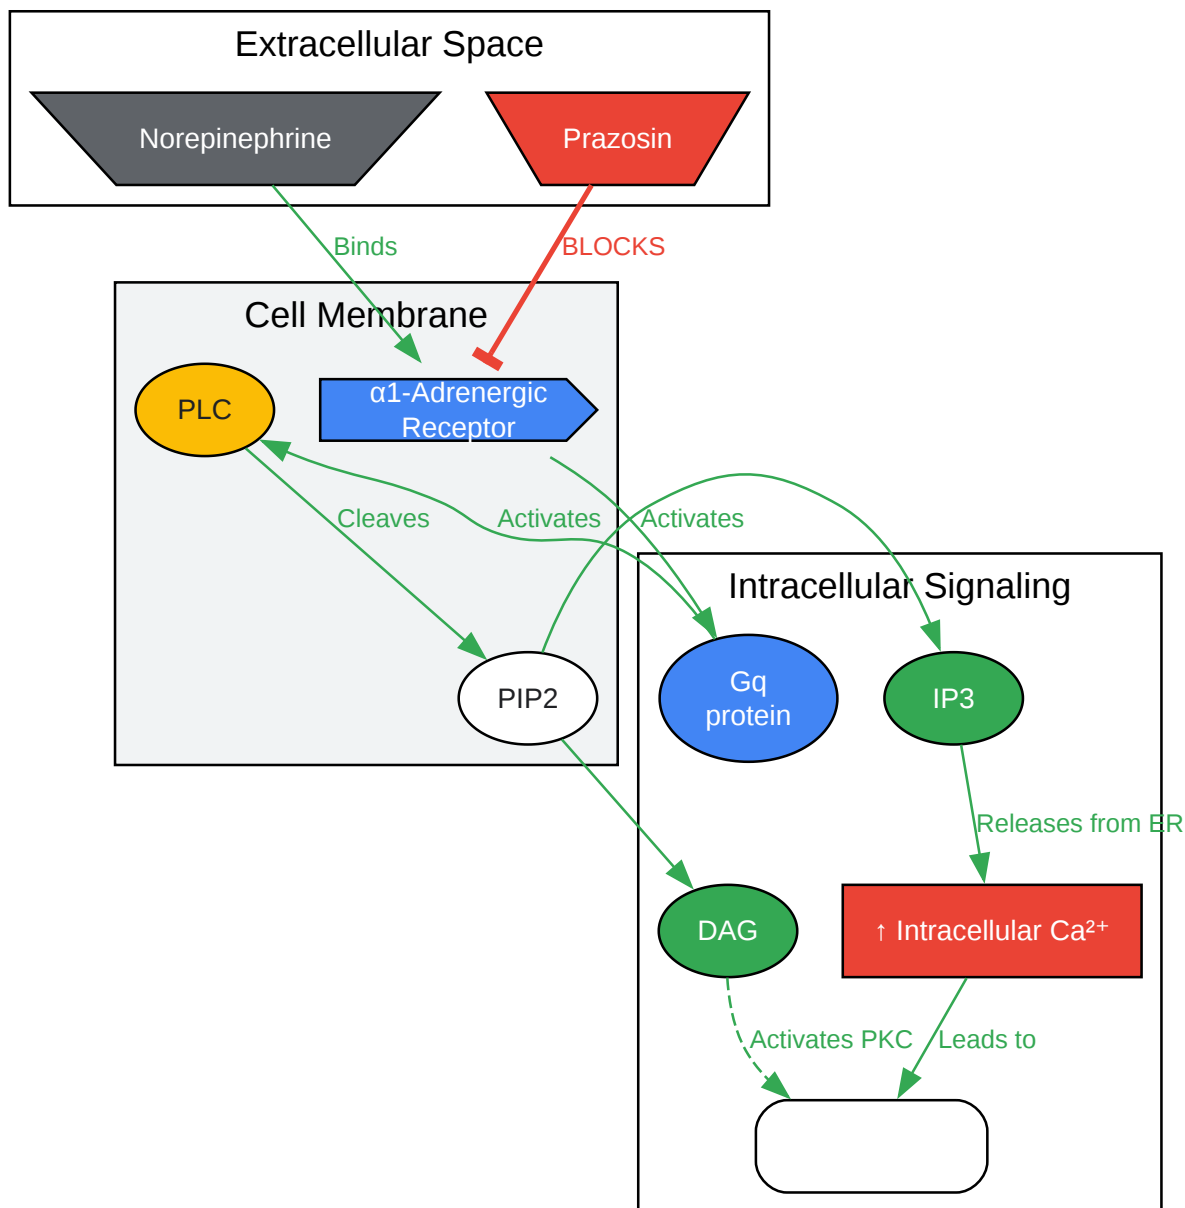 Extracellular Space
Norepinephrine
Prazosin
Binds
BLOCKS
Cell Membrane
PLC
α1-Adrenergic
Receptor
Cleaves
Activates
Activates
Intracellular Signaling
PIP2
Gq
protein
IP3
Releases from ER
DAG
↑ Intracellular Ca²⁺
Activates PKC
Leads to